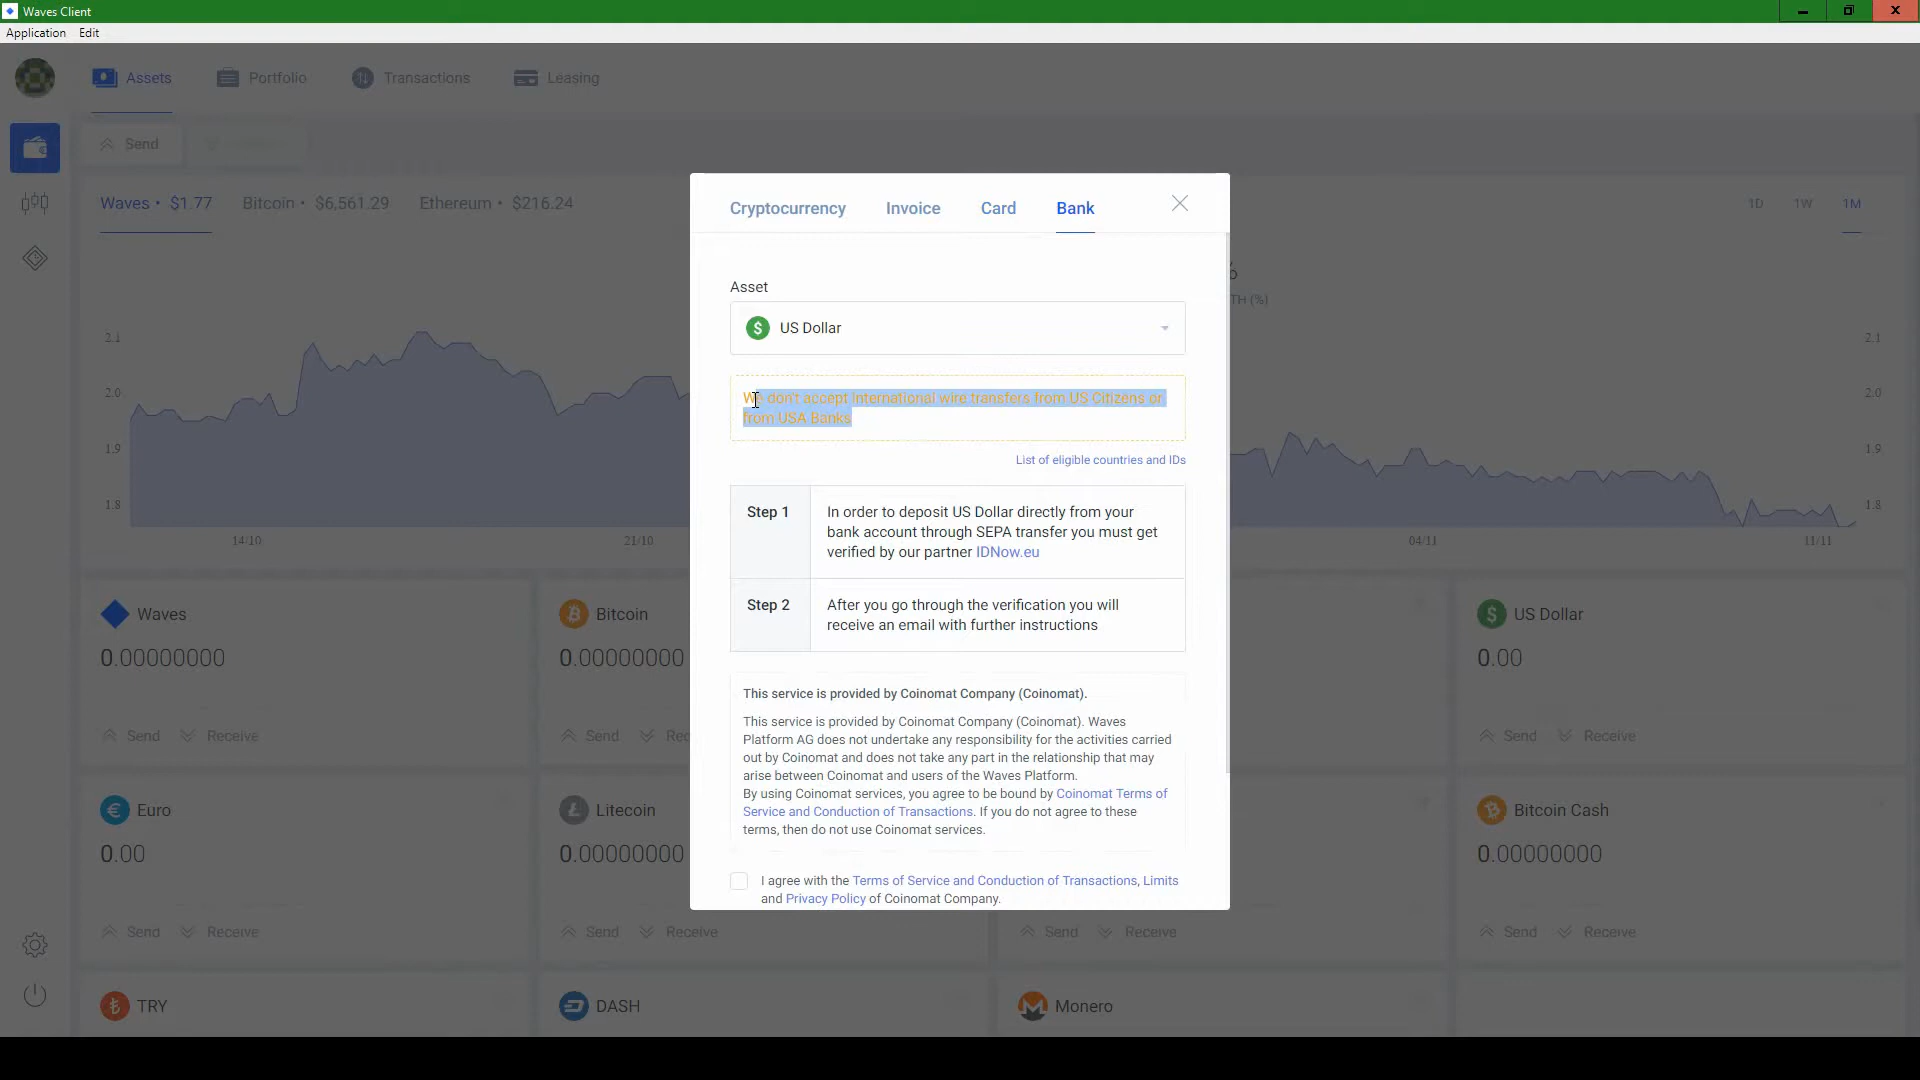 Waves Client
Application Edit
Assets Portfolio Transactions Leasing
Send
Waves • $1.77 Bitcoin • $6,561.29 Ethereum • $216.24 1D 1W 1M
Cryptocurrency Invoice Card Bank
Asset
US Dollar
We don't accept international wire transfers from US Citizens or
from USA Banks
List of eligible countries and IDs
Step 1 In order to deposit US Dollar directly from your
bank account through SEPA transfer you must get
verified by our partner IDNow.eu
Step 2 After you go through the verification you will
receive an email with further instructions
This service is provided by Coinomat Company (Coinomat).
This service is provided by Coinomat Company (Coinomat). Waves
Platform AG does not undertake any responsibility for the activities carried
out by Coinomat and does not take any part in the relationship that may
arise between Coinomat and users of the Waves Platform.
By using Coinomat services, you agree to be bound by Coinomat Terms of
Service and Conduction of Transactions. If you do not agree to these
terms, then do not use Coinomat services.
I agree with the Terms of Service and Conduction of Transactions, Limits
and Privacy Policy of Coinomat Company.
%
TH (%)
2.1 2.1
2.0 2.0
1.9 1.9
1.8 1.8
14/10 21/10 04/11 11/11
Waves Bitcoin US Dollar
0.00000000 0.00000000 0.00
Send Receive Send Rec Send Receive
Euro Litecoin Bitcoin Cash
0.00 0.00000000 0.00000000
Send Receive Send Receive Send Receive Send Receive
TRY DASH Monero